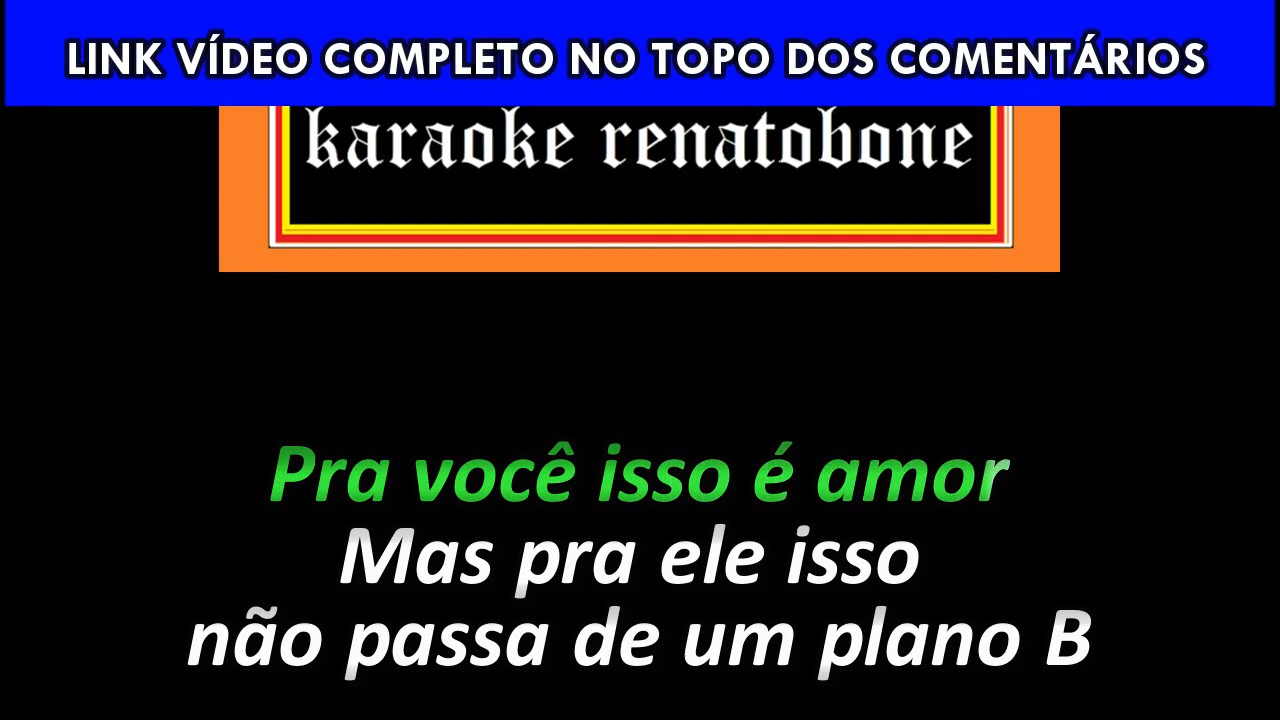 LINK VÍDEO COMPLETO NO TOPO DOS COMENTÁRIOS
karaoke renatobone
Pra você isso é amor
Mas pra ele isso
não passa de um plano B